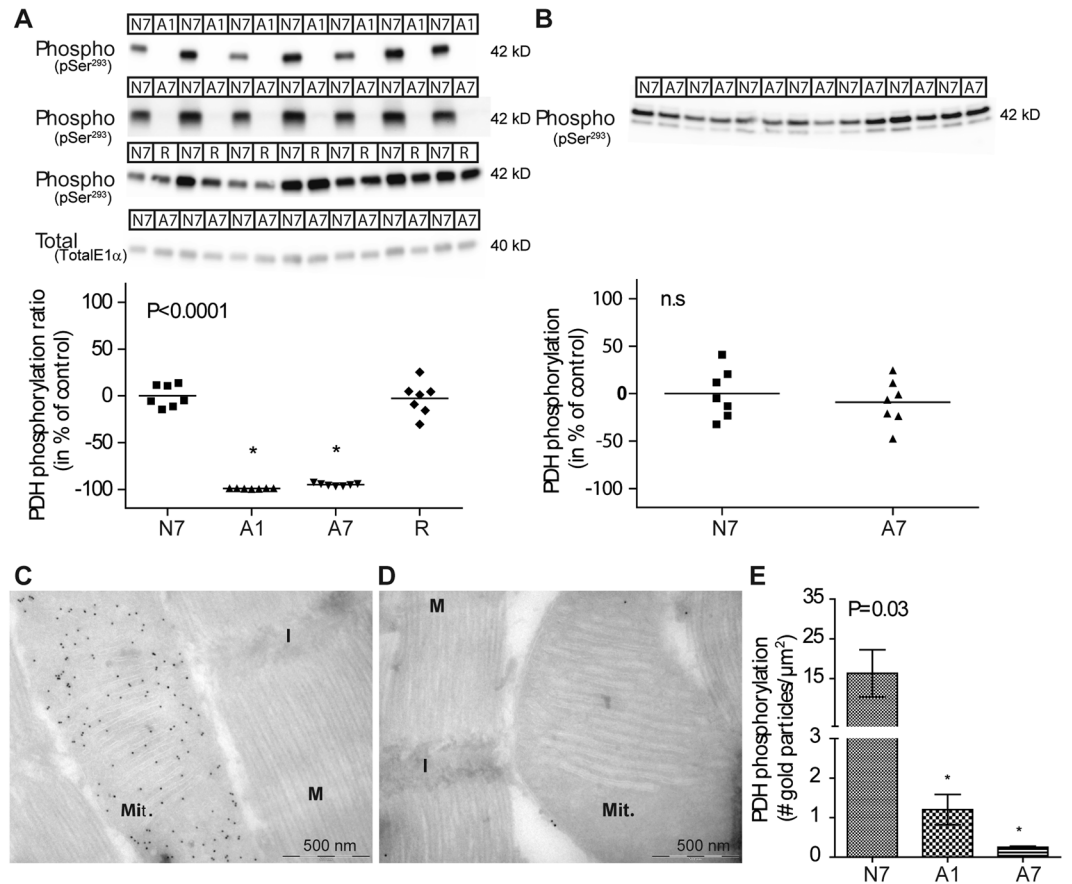 A
N7 A1 N7 A1 N7 A1 N7 A1 N7 A1 N7 A1 N7 A1
Phospho
(pSer293)
42 kD
N7 A7 N7 A7 N7 A7 N7 A7 N7 A7 N7 A7 N7 A7
Phospho
(pSer293)
42 kD
N7 R N7 R N7 R N7 R N7 R N7 R N7 R
Phospho
(pSer293)
42 kD
N7 A7 N7 A7 N7 A7 N7 A7 N7 A7 N7 A7 N7 A7
Total
(TotalE1α)
40 kD
PDH phosphorylation ratio
(in % of control)
100
50
0
-50
-100
P<0.0001
* *
N7 A1 A7 R
B
N7 A7 N7 A7 N7 A7 N7 A7 N7 A7 N7 A7 N7 A7
Phospho
(pSer293)
42 kD
PDH phosphorylation
(in % of control)
100
50
0
-50
-100
n.s
N7 A7
C
I
M
Mit.
500 nm
D
M
I
Mit.
500 nm
E
PDH phosphorylation
(# gold particles/µm2)
35
25
15
3
2
1
0
P=0.03
* *
N7 A1 A7